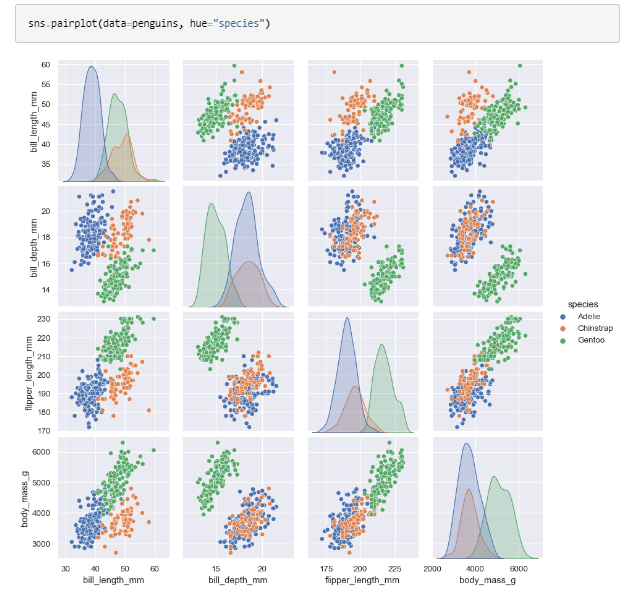 sns.pairplot(data=penguins, hue="species")
60
55
50
45
40
35
bill_length_mm
20
18
16
14
bill_depth_mm
230
220
210
200
190
180
170
flipper_length_mm
6000
5000
4000
3000
body_mass_g
30 40 50 60
bill_length_mm
15 20
bill_depth_mm
175 200 225
flipper_length_mm
2000 4000 6000
body_mass_g
species
Adelie
Chinstrap
Gentoo